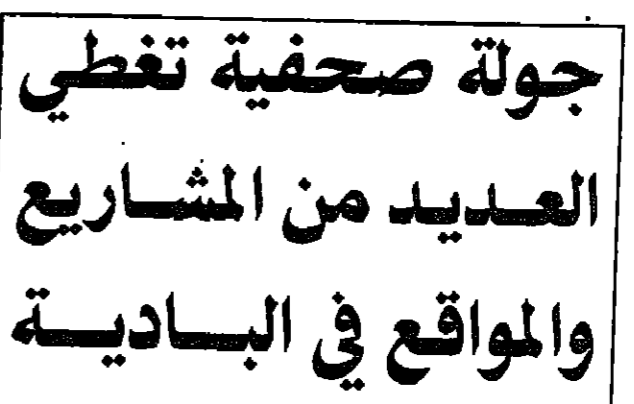 جولة صحفية تغطي
العديد من المشاريع
والمواقع في البادية